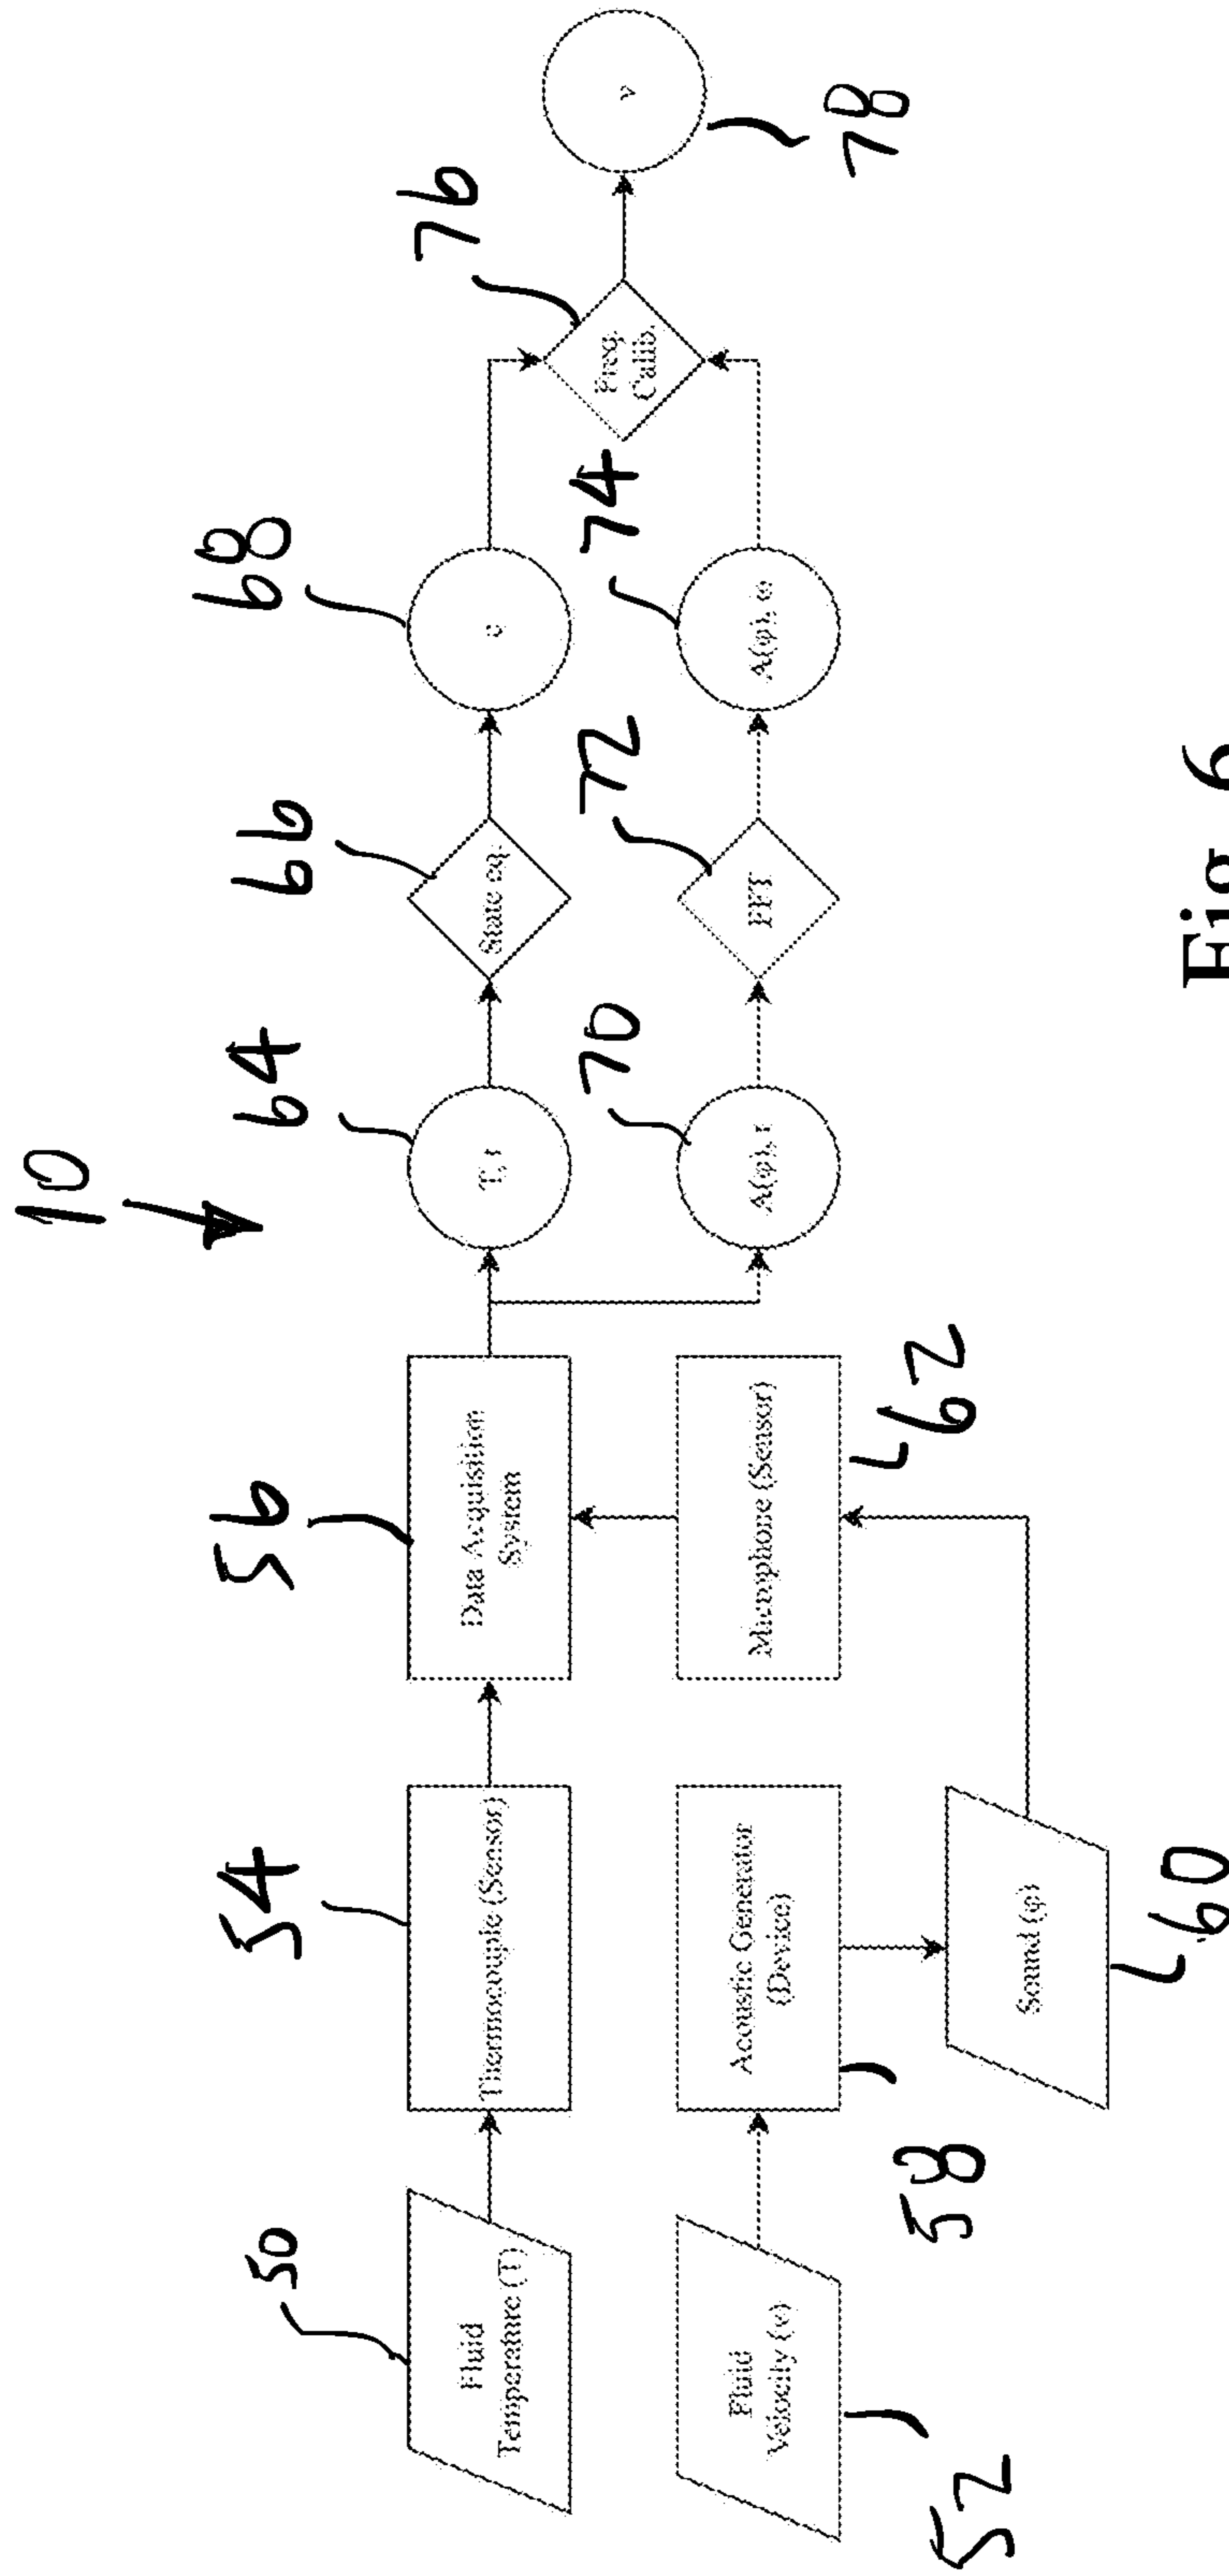 10
50
Fluid
Temperature (T)
54
Thermocouple (Sensor)
56
Data Acquisition
System
64
T, t
66
State eq.
68
c
76
Freq.
Calib.
78
v
52
Fluid
Velocity (v)
58
Acoustic Generator
(Device)
60
Sound (φ)
62
Microphone (Sensor)
70
A(φ), t
72
FFT
74
A(φ), ω
Fig. 6